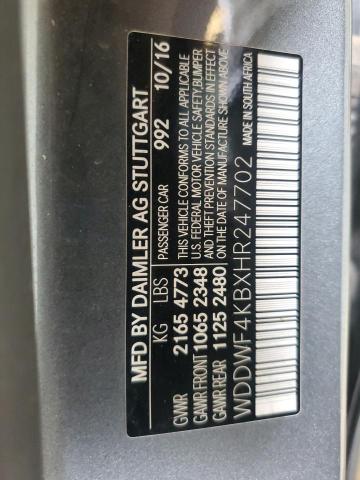 MFD BY DAIMLER AG STUTTGART
PASSENGER CAR 992 10/16
KG LBS
GVWR 2165 4773
GAWR FRONT 1065 2348
GAWR REAR 1125 2480
THIS VEHICLE CONFORMS TO ALL APPLICABLE
U.S. FEDERAL MOTOR VEHICLE SAFETY, BUMPER
AND THEFT PREVENTION STANDARDS IN EFFECT
ON THE DATE OF MANUFACTURE SHOWN ABOVE
WDDWF4KBXHR247702
MADE IN SOUTH AFRICA